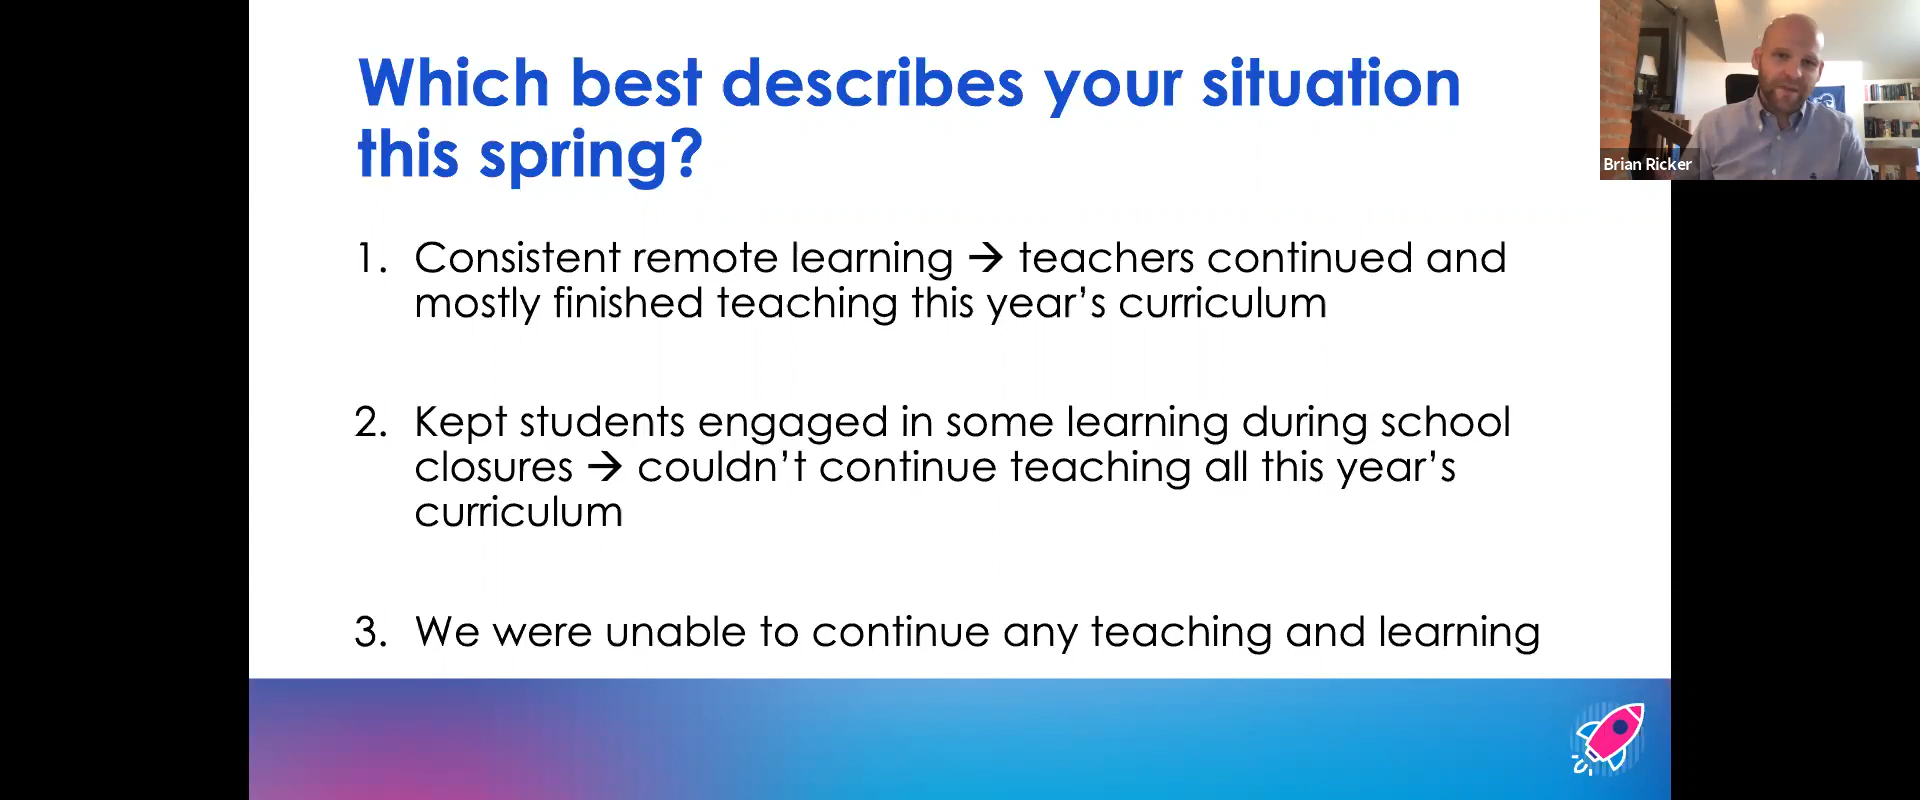 Which best describes your situation
this spring?
1. Consistent remote learning → teachers continued and
mostly finished teaching this year’s curriculum
2. Kept students engaged in some learning during school
closures → couldn’t continue teaching all this year’s
curriculum
3. We were unable to continue any teaching and learning
Brian Ricker